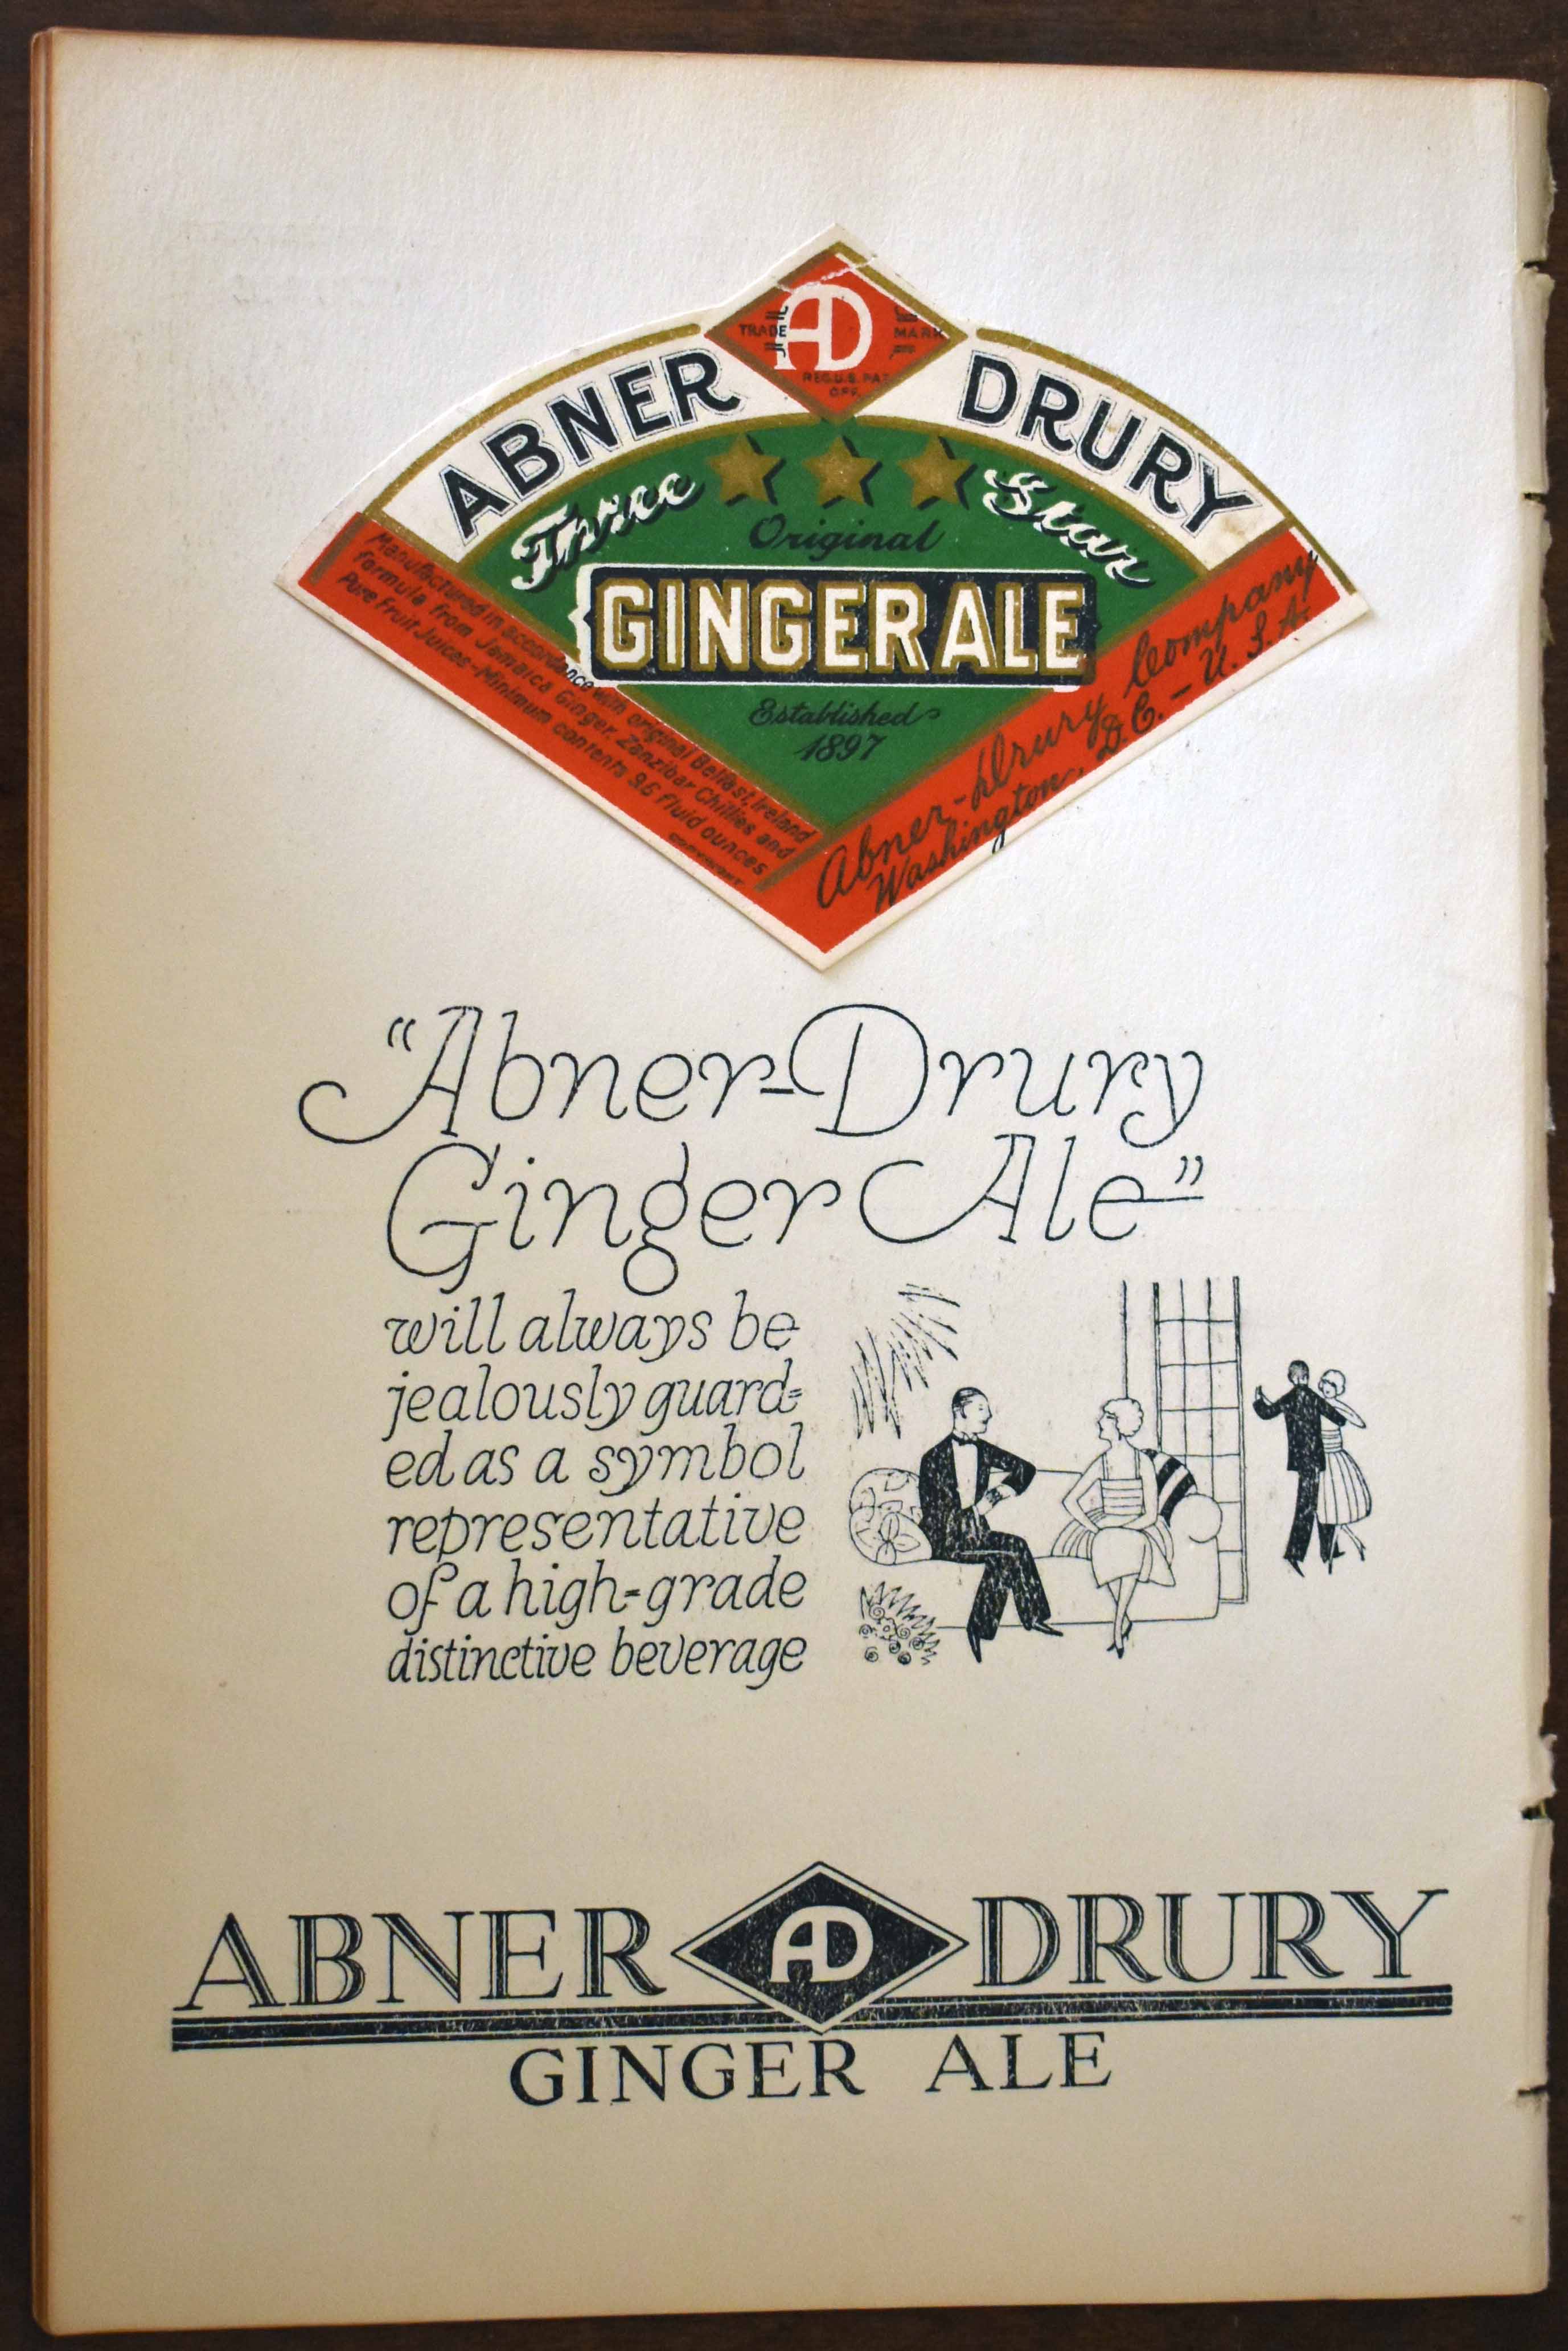 AD
TRADE MARK
REG.U.S. PAT.
OFF.
ABNER DRURY
Three Star
Original
GINGER ALE
Established
1897
Manufactured in accordance with original Belfast, Ireland
formula from Jamaica Ginger, Zanzibar Chillies and
Pure Fruit Juices-Minimum contents 9.6 fluid ounces
COPYRIGHT
Abner-Drury Company
Washington, D.C. - U.S.A.
"Abner-Drury
Ginger Ale"
will always be
jealously guard=
ed as a symbol
representative
of a high=grade
distinctive beverage
ABNER AD DRURY
GINGER ALE